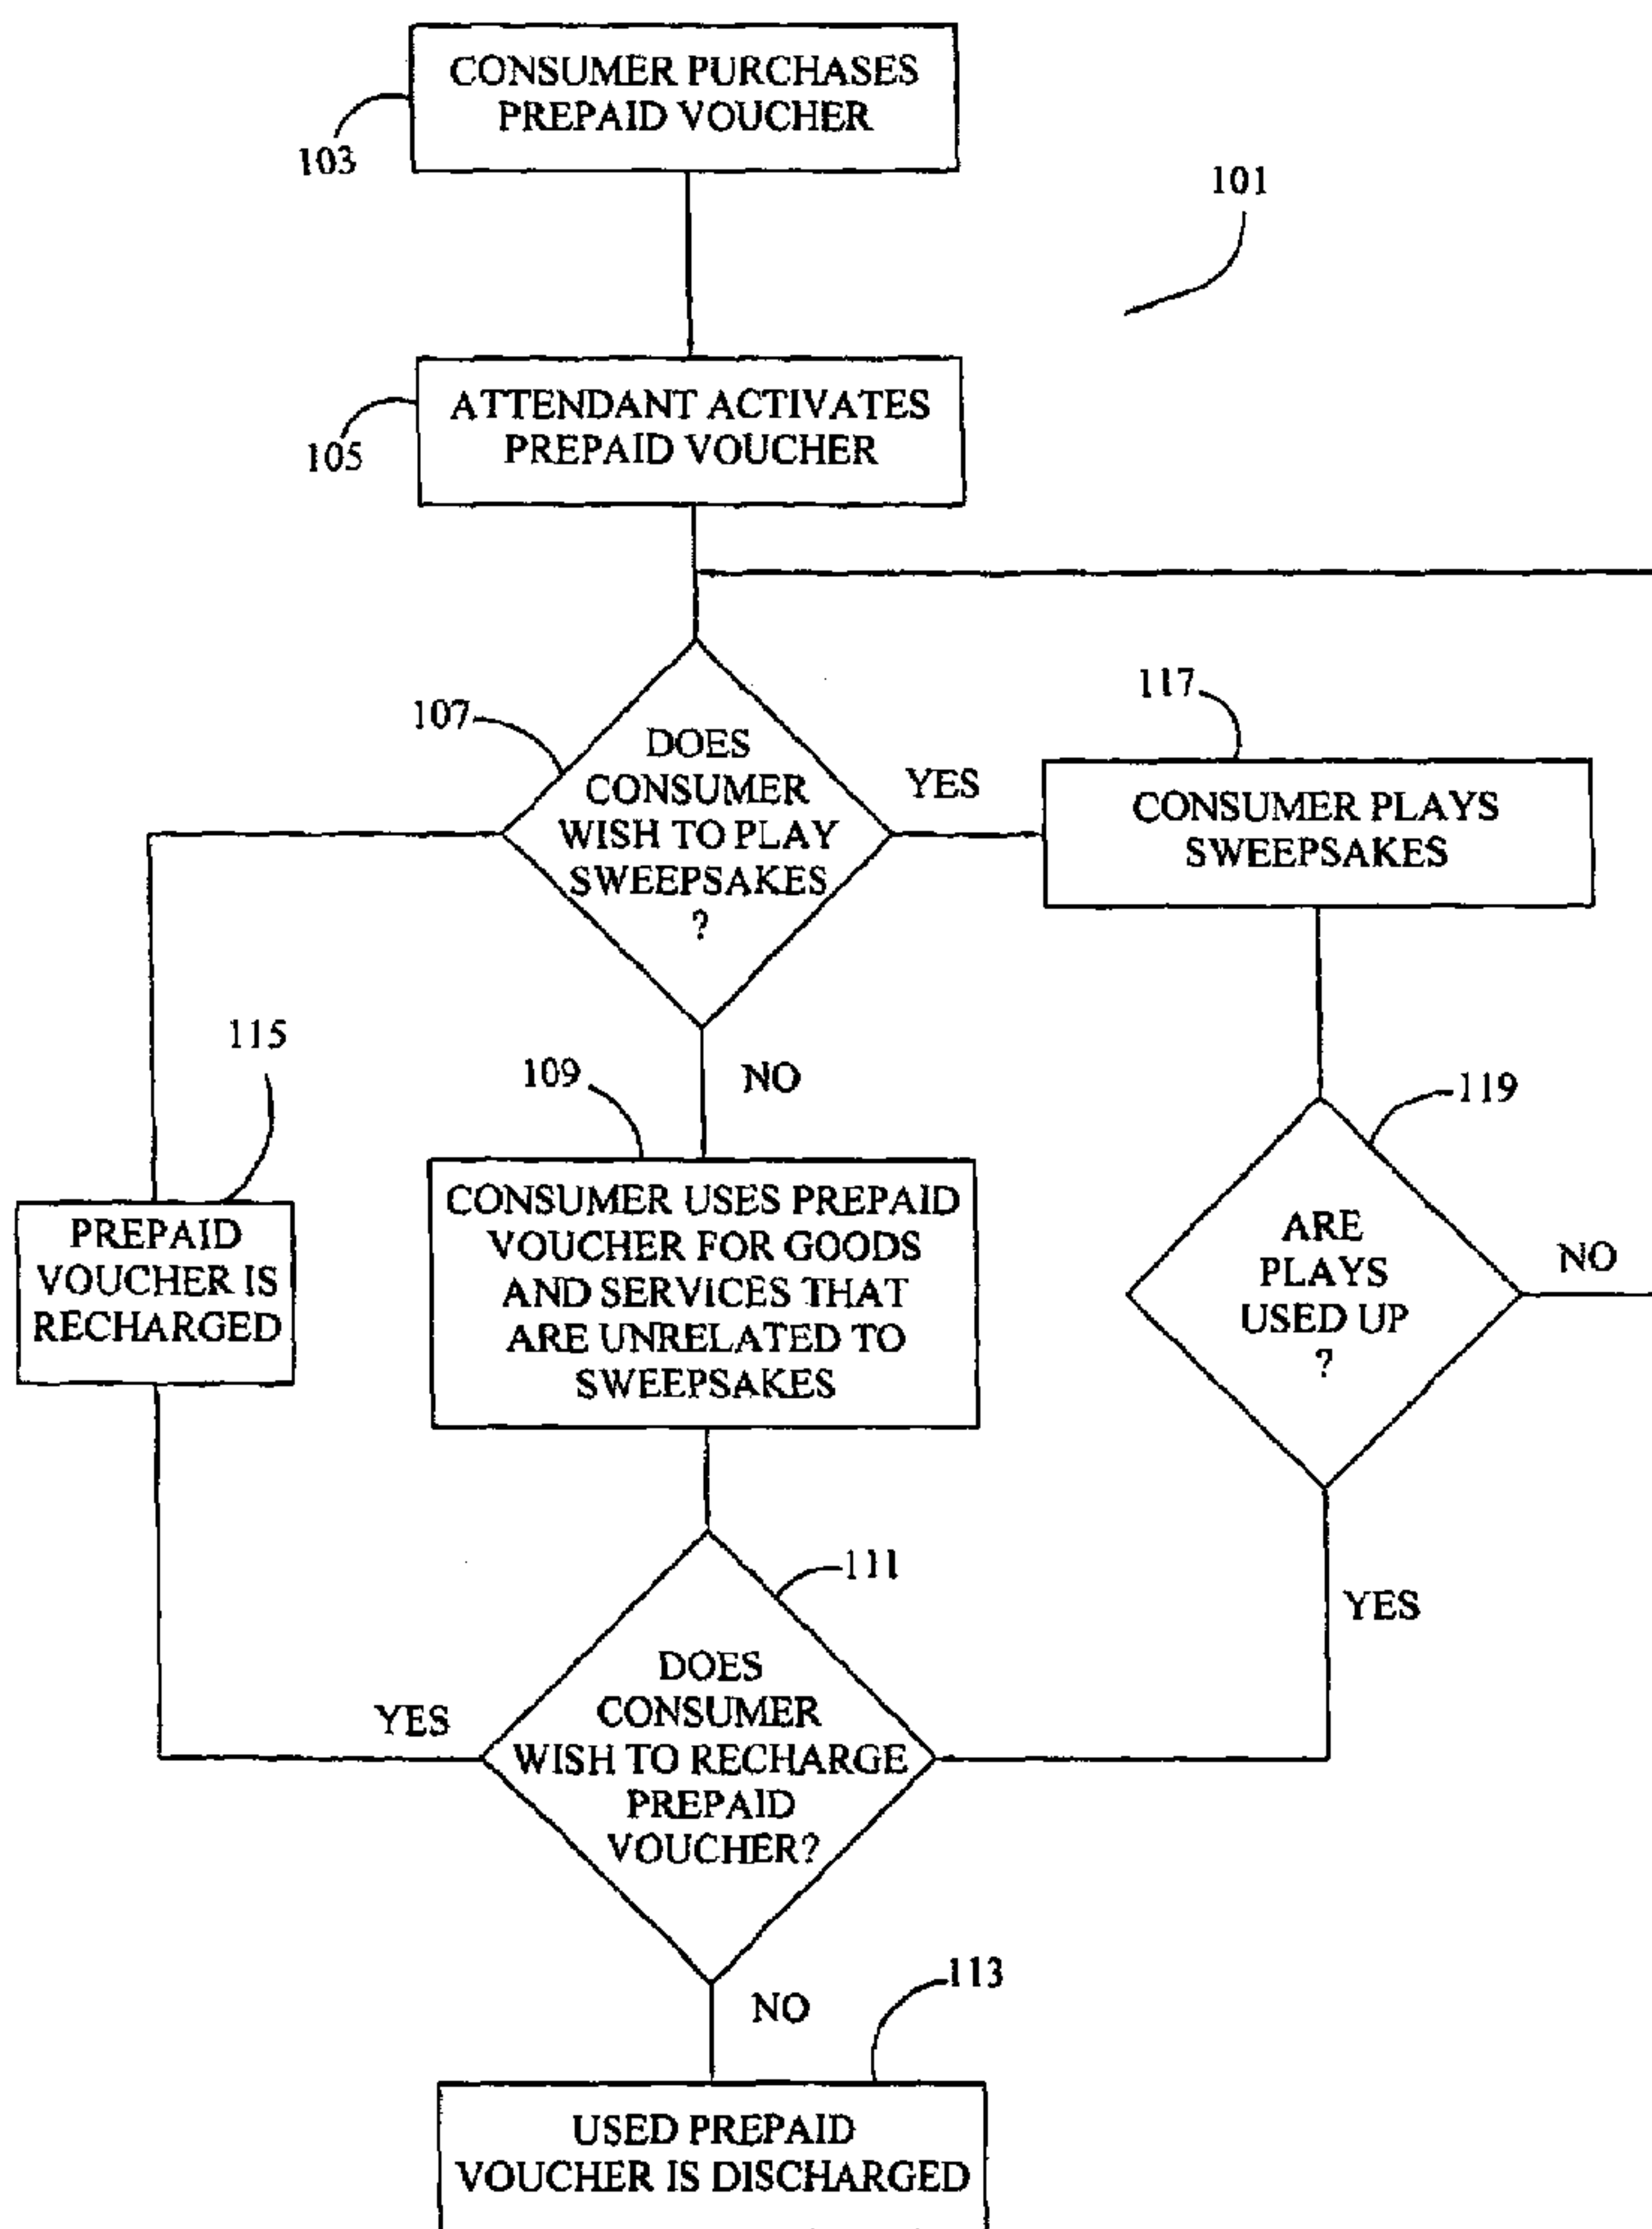 CONSUMER PURCHASES
PREPAID VOUCHER
103
101
ATTENDANT ACTIVATES
PREPAID VOUCHER
105
107
DOES
CONSUMER
WISH TO PLAY
SWEEPSAKES
?
YES
117
CONSUMER PLAYS
SWEEPSAKES
115
PREPAID
VOUCHER IS
RECHARGED
NO
109
CONSUMER USES PREPAID
VOUCHER FOR GOODS
AND SERVICES THAT
ARE UNRELATED TO
SWEEPSAKES
119
ARE
PLAYS
USED UP
?
NO
YES
111
DOES
CONSUMER
WISH TO RECHARGE
PREPAID
VOUCHER?
YES
NO
113
USED PREPAID
VOUCHER IS DISCHARGED